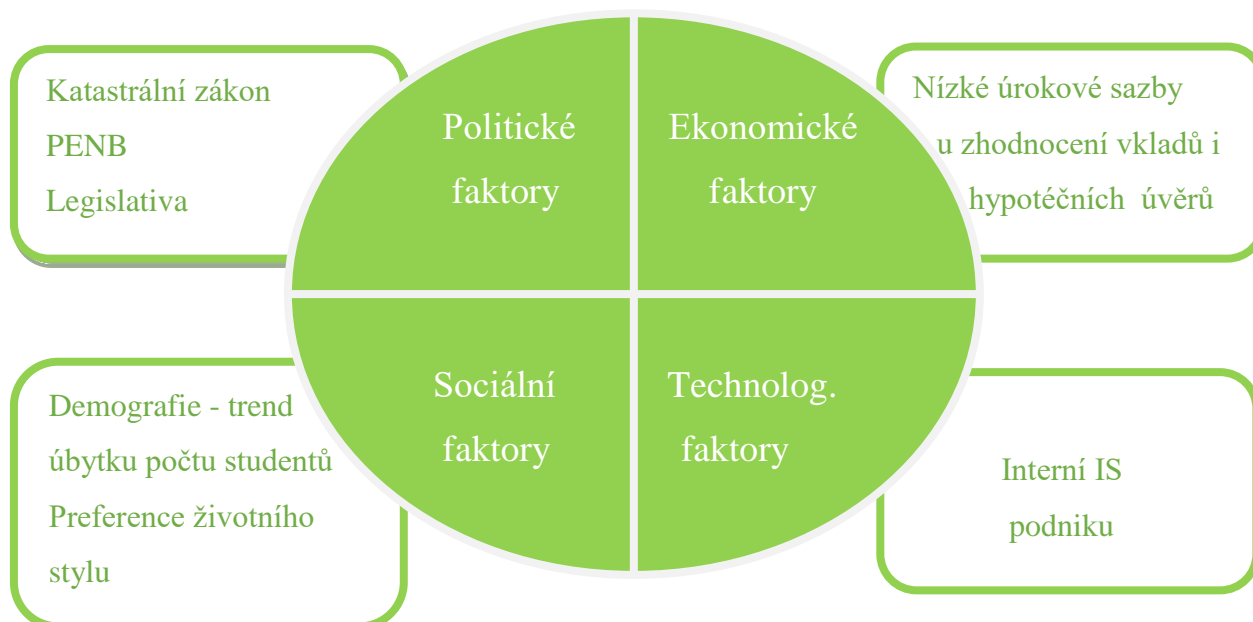 Katastrální zákon
PENB
Legislativa
Politické
faktory
Ekonomické
faktory
Nízké úrokové sazby
u zhodnocení vkladů i
hypotéčních úvěrů
Demografie - trend
úbytku počtu studentů
Preference životního
stylu
Sociální
faktory
Technolog.
faktory
Interní IS
podniku